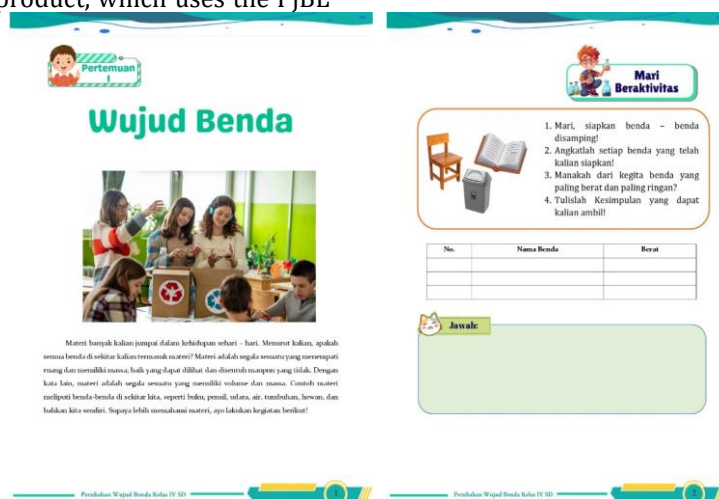 product, which uses the PjBL
Pertemuan
I
Wujud Benda
Materi banyak kalian jumpai dalam kehidupan sehari – hari. Menurut kalian, apakah
semua benda di sekitar kalian termasuk materi? Materi adalah segala sesuatu yang menempati
ruang dan memiliki massa, baik yang dapat dilihat dan disentuh maupun yang tidak. Dengan
kata lain, materi adalah segala sesuatu yang memiliki volume dan massa. Contoh materi
meliputi benda-benda di sekitar kita, seperti buku, pensil, udara, air, tumbuhan, hewan, dan
bahkan kita sendiri. Supaya lebih memahami materi, ayo lakukan kegiatan berikut!
Perubahan Wujud Benda Kelas IV SD
1
Mari
Beraktivitas
1. Mari, siapkan benda – benda
disamping!
2. Angkatlah setiap benda yang telah
kalian siapkan!
3. Manakah dari kegita benda yang
paling berat dan paling ringan?
4. Tulislah Kesimpulan yang dapat
kalian ambil!
No. Nama Benda Berat
Jawab:
Perubahan Wujud Benda Kelas IV SD
2